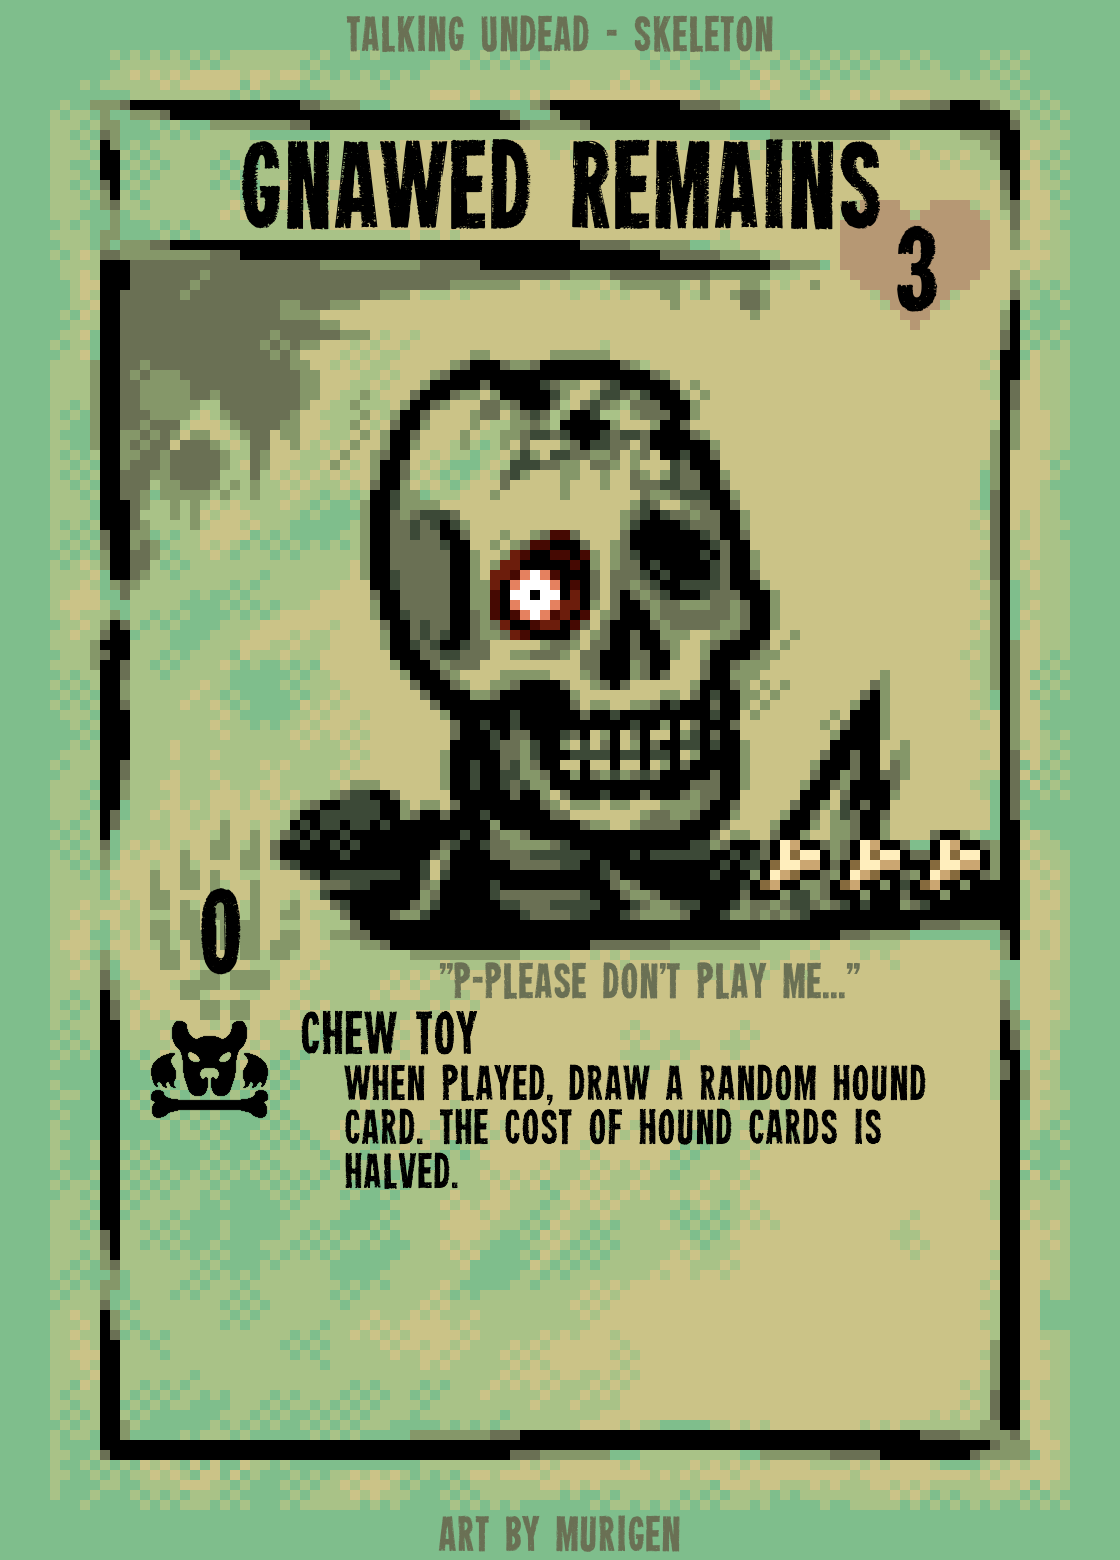 TALKING UNDEAD - SKELETON
GNAWED REMAINS
3
0
"P-PLEASE DON'T PLAY ME..."
CHEW TOY
WHEN PLAYED, DRAW A RANDOM HOUND
CARD. THE COST OF HOUND CARDS IS
HALVED.
ART BY MURIGEN